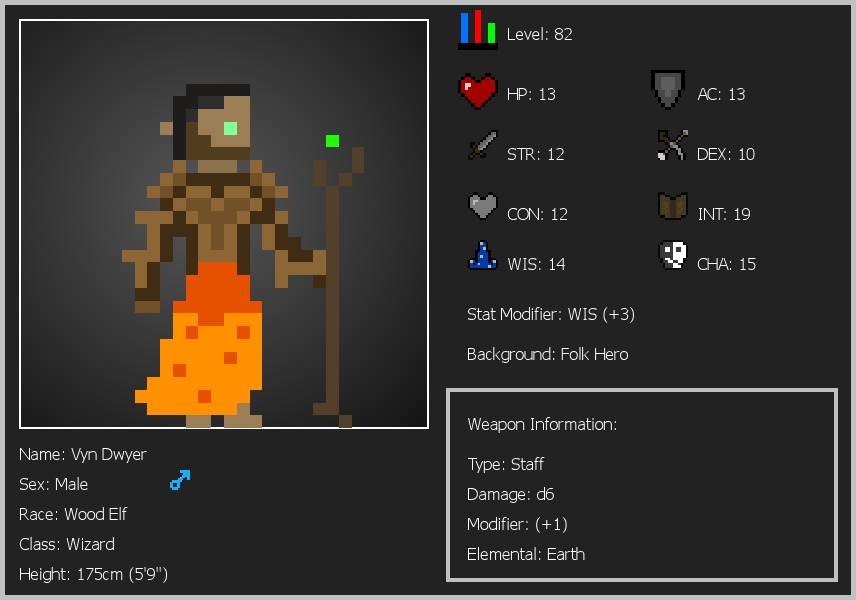 Level: 82
HP: 13
AC: 13
STR: 12
DEX: 10
CON: 12
INT: 19
WIS: 14
CHA: 15
Stat Modifier: WIS (+3)
Background: Folk Hero
Weapon Information:
Type: Staff
Damage: d6
Modifier: (+1)
Elemental: Earth
Name: Vyn Dwyer
Sex: Male
Race: Wood Elf
Class: Wizard
Height: 175cm (5'9")